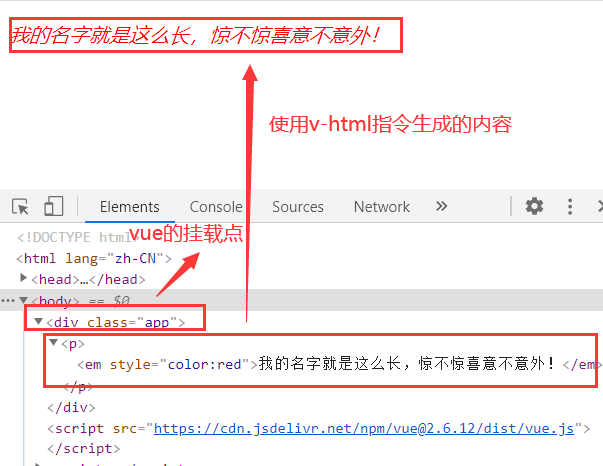 我的名字就是这么长，惊不惊喜意不意外！
使用v-html指令生成的内容
Elements Console Sources Network »
<!DOCTYPE html>
vue的挂载点
<html lang="zh-CN">
<head>…</head>
<body> == $0
<div class="app">
<p>
<em style="color:red">我的名字就是这么长，惊不惊喜意不意外！</em>
</p>
</div>
<script src="https://cdn.jsdelivr.net/npm/vue@2.6.12/dist/vue.js">
</script>